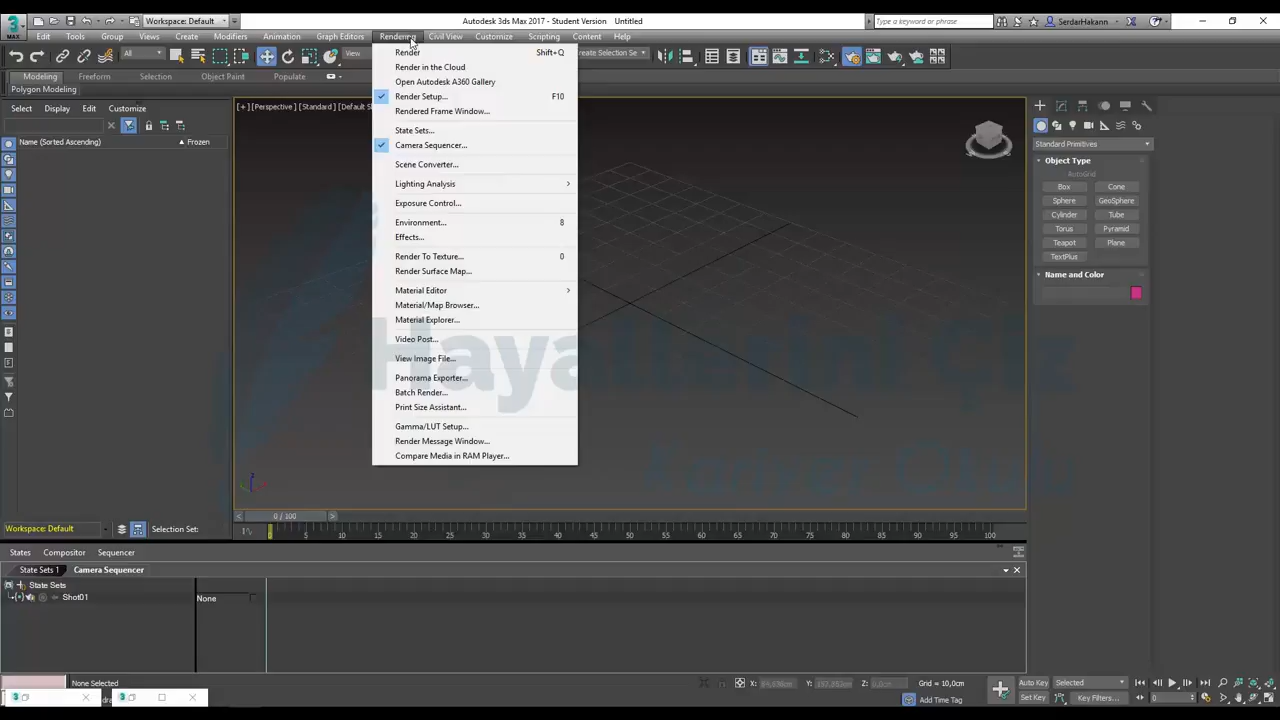 MAX
Workspace: Default
Autodesk 3ds Max 2017 - Student Version    Untitled
Type a keyword or phrase
SerdarHakann
Edit Tools Group Views Create Modifiers Animation Graph Editors Rendering Civil View Customize Scripting Content Help
All
View
Create Selection Se
Modeling Freeform Selection Object Paint Populate
Polygon Modeling
Select Display Edit Customize
Name (Sorted Ascending)
Frozen
[+] [Perspective] [Standard] [Default S
Render Shift+Q
Render in the Cloud
Open Autodesk A360 Gallery
Render Setup... F10
Rendered Frame Window...
State Sets...
Camera Sequencer...
Scene Converter...
Lighting Analysis
Exposure Control...
Environment... 8
Effects...
Render To Texture... 0
Render Surface Map...
Material Editor
Material/Map Browser...
Material Explorer...
Video Post...
View Image File...
Panorama Exporter...
Batch Render...
Print Size Assistant...
Gamma/LUT Setup...
Render Message Window...
Compare Media in RAM Player...
Standard Primitives
Object Type
AutoGrid
Box Cone
Sphere GeoSphere
Cylinder Tube
Torus Pyramid
Teapot Plane
TextPlus
Name and Color
Workspace: Default
Selection Set:
0 / 100
0 5 10 15 20 25 30 35 40 45 50 55 60 65 70 75 80 85 90 95 100
States Compositor Sequencer
State Sets 1 Camera Sequencer
State Sets
Shot01
None
None Selected
X: Y: Z:
Grid = 10,0cm
Add Time Tag
Auto Key Selected
Set Key Key Filters...
0